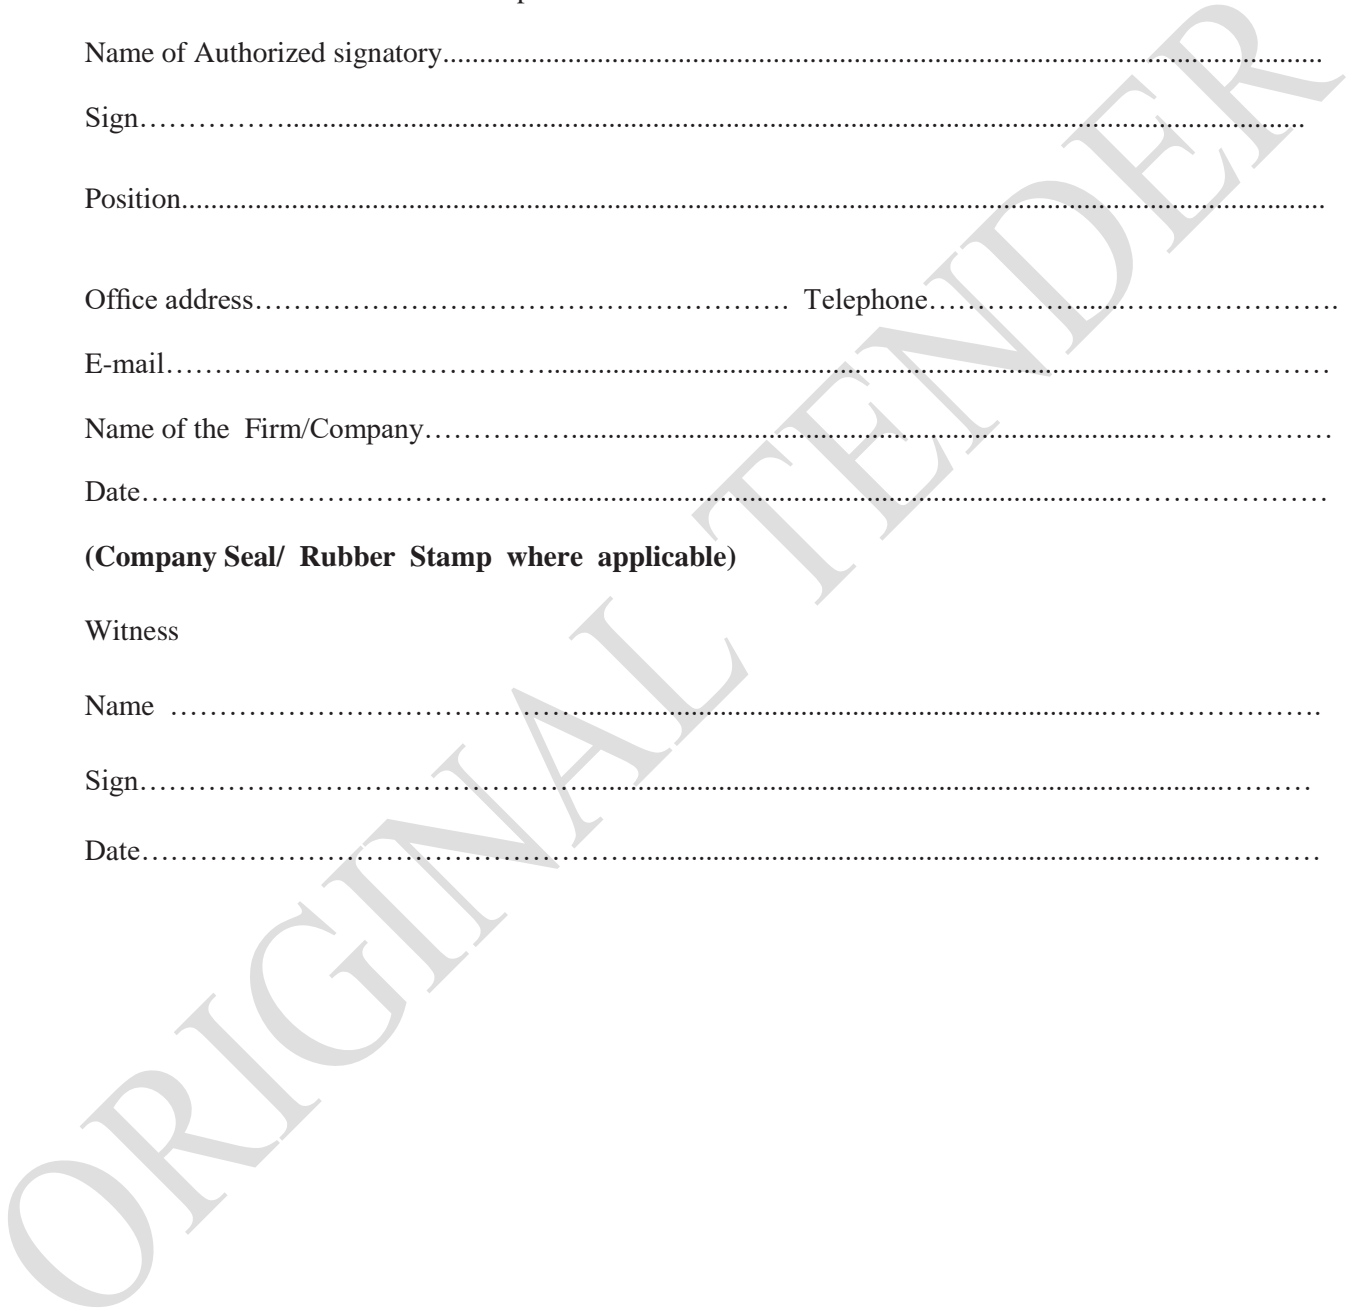 Name of Authorized signatory........................................................................................................................
Sign……………...........................................................................................................................................
Position............................................................................................................................................................
Office address………………………………………………. Telephone……………......………………….
E-mail…………………………………......................................................................................……………
Name of the Firm/Company……………................................................................................………………
Date……………………………………..............................................................................…………………
(Company Seal/ Rubber Stamp where applicable)
Witness
Name ……………………………………........................................................................………………….
Sign………………………………………........................................................................................………
Date……………………………………………................................................................................………
ORIGINAL TENDER